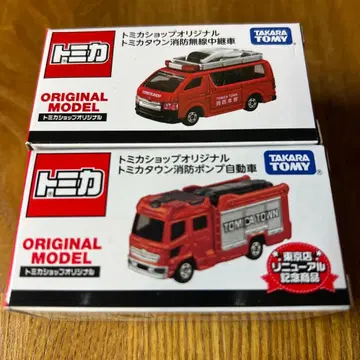 トミカ
ORIGINAL
MODEL
トミカショップオリジナル
トミカショップオリジナル
トミカタウン消防無線中継車
TAKARA
TOMY
トミカ
ORIGINAL
MODEL
トミカショップオリジナル
トミカショップオリジナル
トミカタウン消防ポンプ自動車
TAKARA
TOMY
TOMICA TOWN
東京店
リニューアル
記念商品